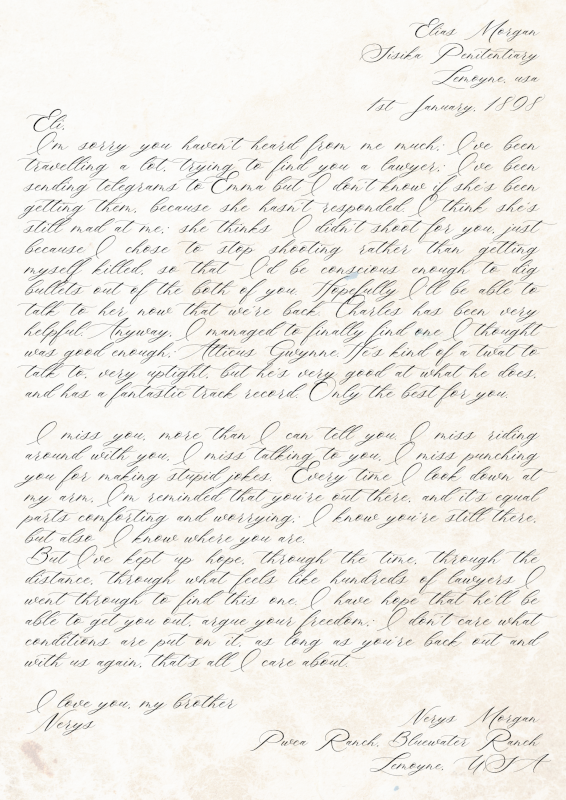 Elias Morgan
Sisika Penitentiary
Lemoyne, usa
1st January, 1898
Eli,
I'm sorry you haven't heard from me much; I've been
travelling a lot, trying to find you a lawyer; I've been
sending telegrams to Emma but I don't know if she's been
getting them, because she hasn't responded. I think she's
still mad at me; she thinks I didn't shoot for you, just
because I chose to stop shooting rather than getting
myself killed, so that I'd be conscious enough to dig
bullets out of the both of you. Hopefully I'll be able to
talk to her now that we're back. Charles has been very
helpful. Anyway, I managed to finally find one I thought
was good enough; Atticus Gwynne. It's kind of a twat to
talk to, very uptight, but he's very good at what he does,
and has a fantastic track record. Only the best for you.
I miss you, more than I can tell you. I miss riding
around with you, I miss talking to you, I miss punching
you for making stupid jokes. Every time I look down at
my arm, I'm reminded that you're out there, and it's equal
parts comforting and worrying; I know you're still there,
but also I know where you are.
But I've kept up hope, through the time, through the
distance, through what feels like hundreds of lawyers I
went through to find this one. I have hope that he'll be
able to get you out, argue your freedom; I don't care what
conditions are put on it, as long as you're back out and
with us again, that's all I care about.
I love you, my brother
Nerys
Nerys Morgan
Pwca Ranch, Bluewater Ranch
Lemoyne, USA